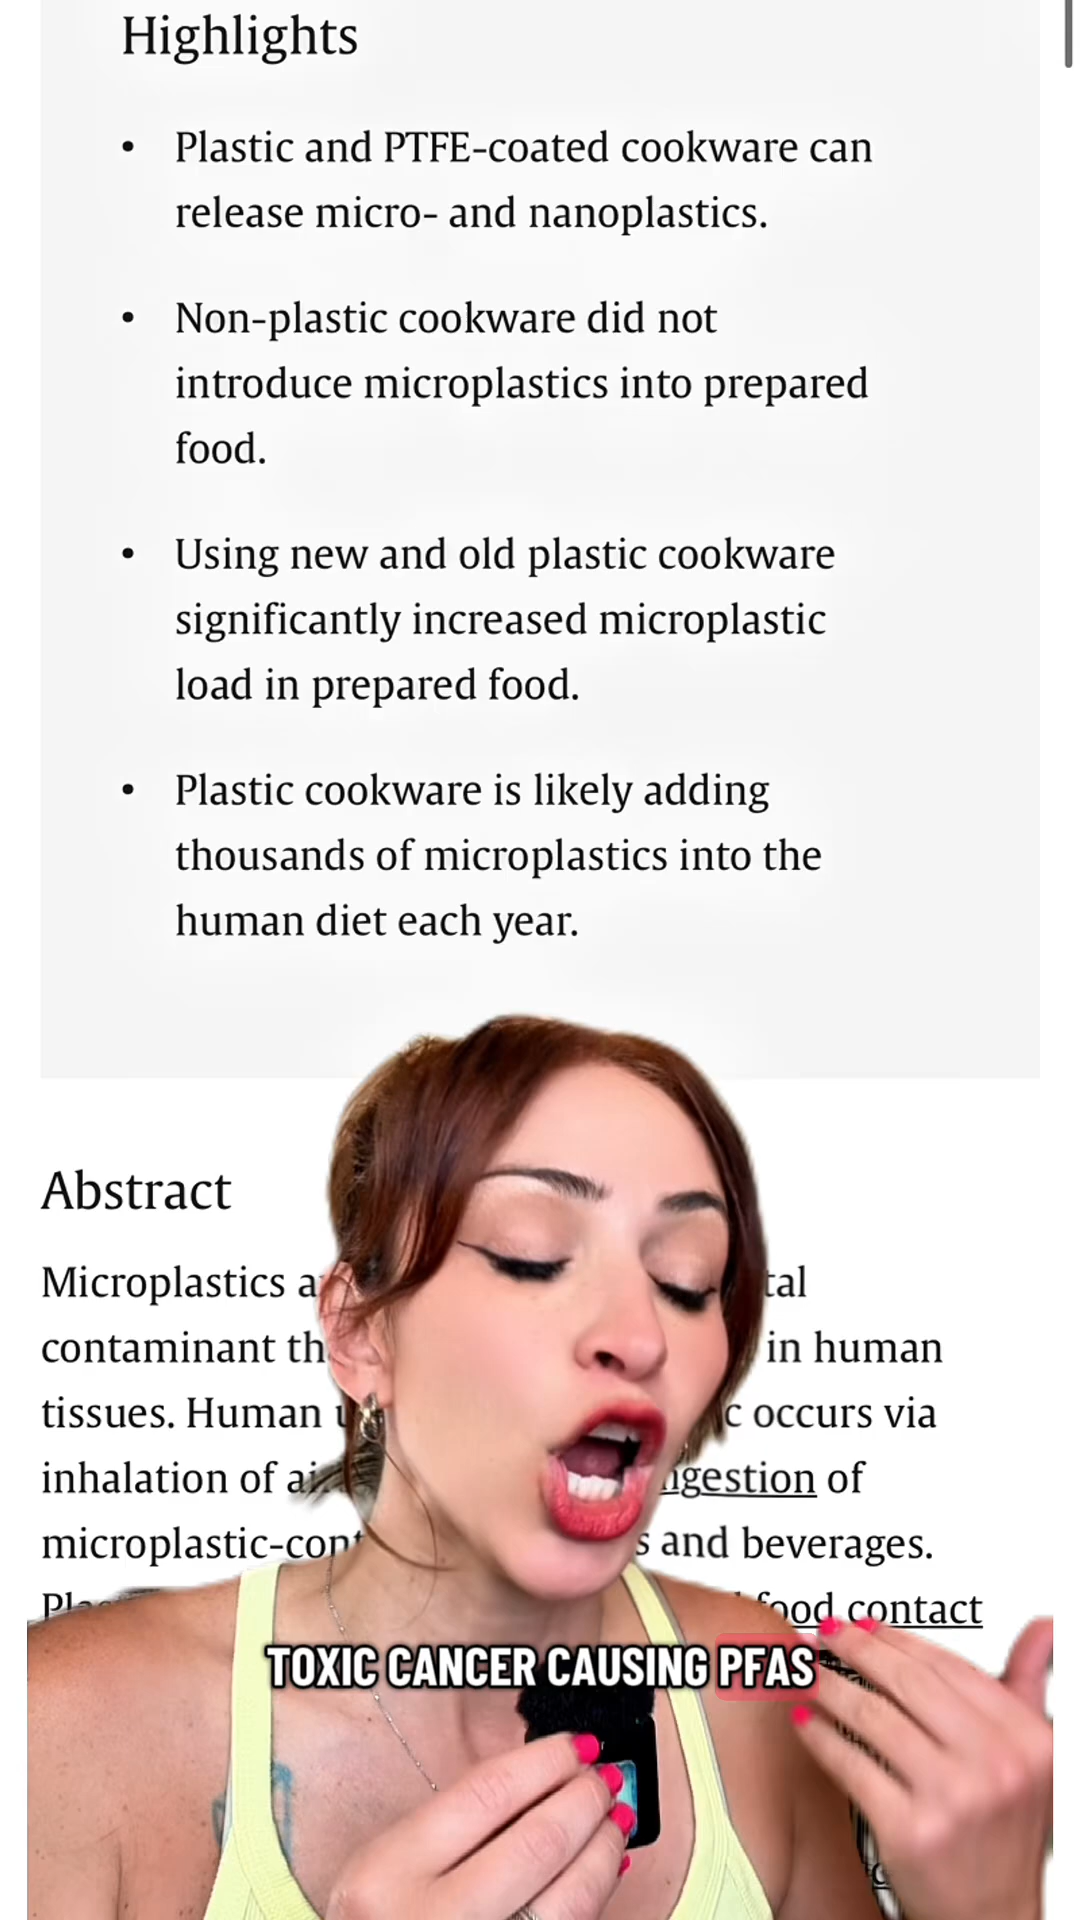 Highlights
• Plastic and PTFE-coated cookware can
release micro- and nanoplastics.
• Non-plastic cookware did not
introduce microplastics into prepared
food.
• Using new and old plastic cookware
significantly increased microplastic
load in prepared food.
• Plastic cookware is likely adding
thousands of microplastics into the
human diet each year.
Abstract
Microplastics
contaminant in human
tissues. Human occurs via
inhalation of of
and beverages.
food contact
TOXIC CANCER CAUSING PFAS